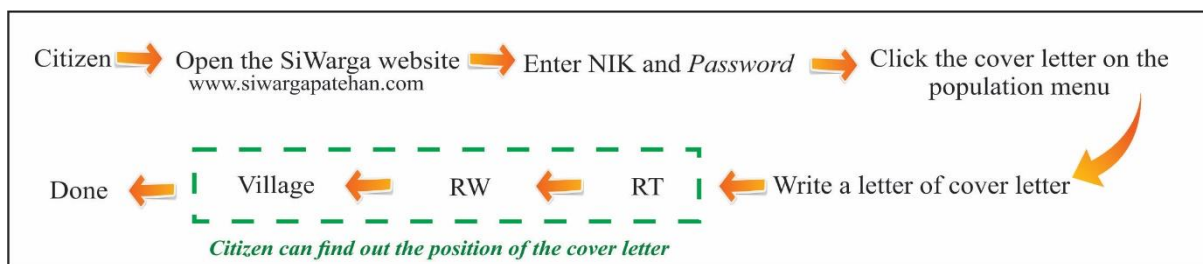 Citizen
Open the SiWarga website
www.siwargapatehan.com
Enter NIK and Password
Click the cover letter on the
population menu
Write a letter of cover letter
RT
RW
Village
Done
Citizen can find out the position of the cover letter